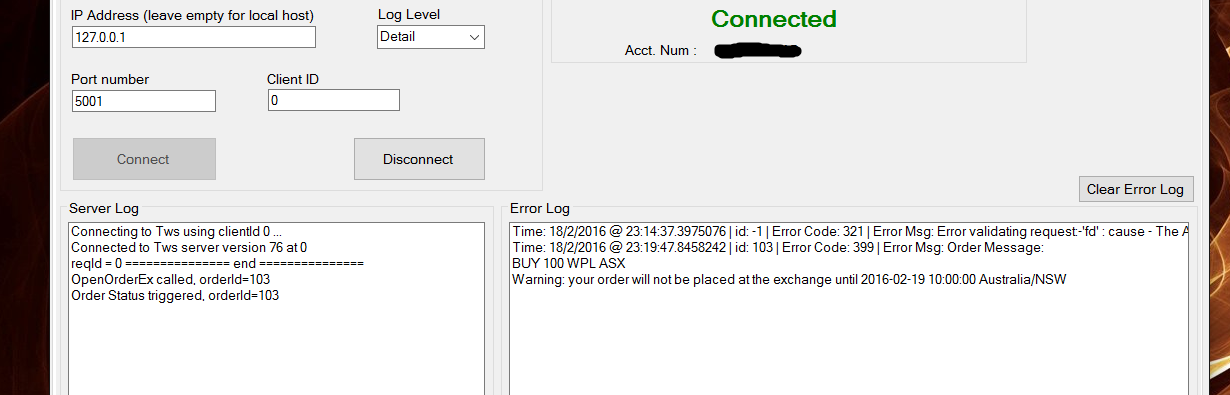 IP Address (leave empty for local host)
Log Level
127.0.0.1
Detail
Connected
Acct. Num :
Port number
Client ID
5001
0
Connect
Disconnect
Clear Error Log
Server Log
Connecting to Tws using clientId 0 ...
Connected to Tws server version 76 at 0
reqId = 0 =============== end ===============
OpenOrderEx called, orderId=103
Order Status triggered, orderId=103
Error Log
Time: 18/2/2016 @ 23:14:37.3975076 | id: -1 | Error Code: 321 | Error Msg: Error validating request:-'fd' : cause - The A
Time: 18/2/2016 @ 23:19:47.8458242 | id: 103 | Error Code: 399 | Error Msg: Order Message:
BUY 100 WPL ASX
Warning: your order will not be placed at the exchange until 2016-02-19 10:00:00 Australia/NSW